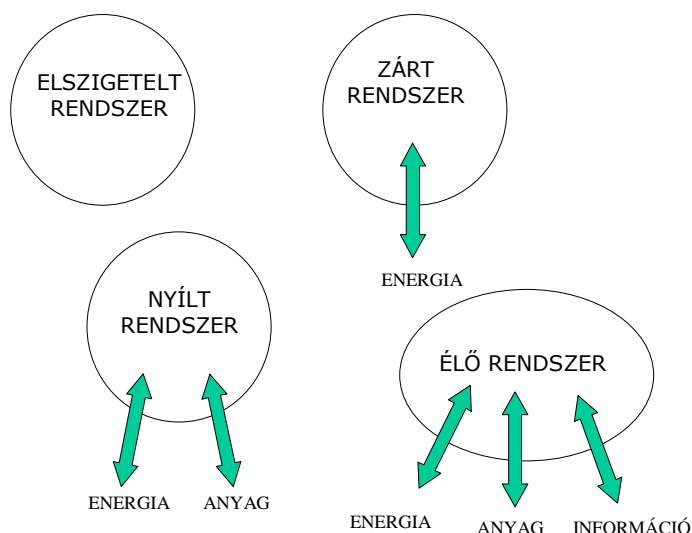 ELSZIGETELT
RENDSZER
ZÁRT
RENDSZER
ENERGIA
NYÍLT
RENDSZER
ENERGIA
ANYAG
ÉLŐ RENDSZER
ENERGIA
ANYAG
INFORMÁCIÓ